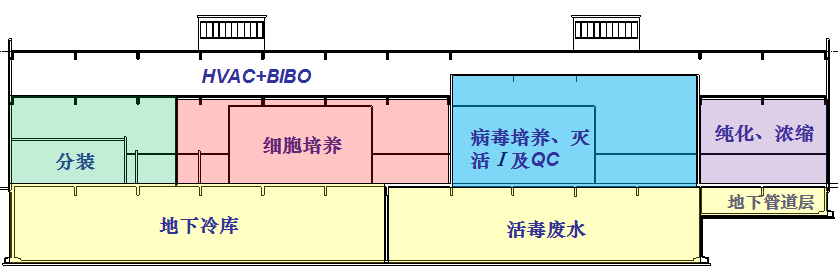 HVAC+BIBO
分装
细胞培养
病毒培养、灭
活Ⅰ及QC
纯化、浓缩
地下冷库
活毒废水
地下管道层